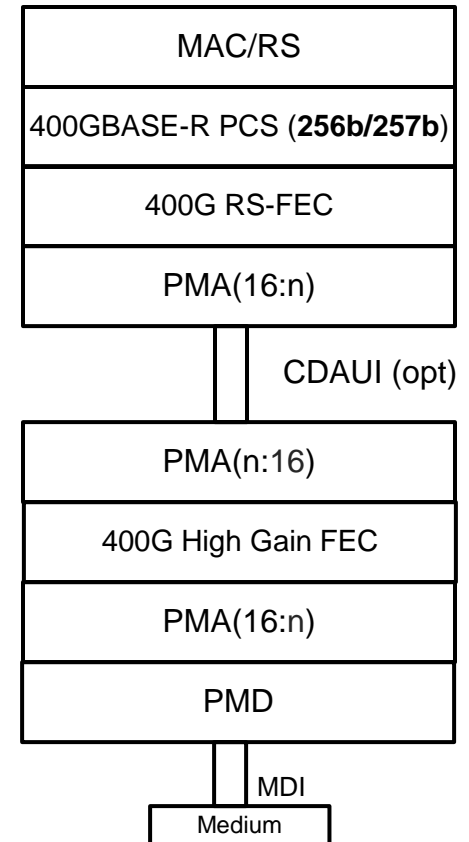 MAC/RS
400GBASE-R PCS (256b/257b)
400G RS-FEC
PMA(16:n)
CDAUI (opt)
PMA(n:16)
400G High Gain FEC
PMA(16:n)
PMD
MDI
Medium